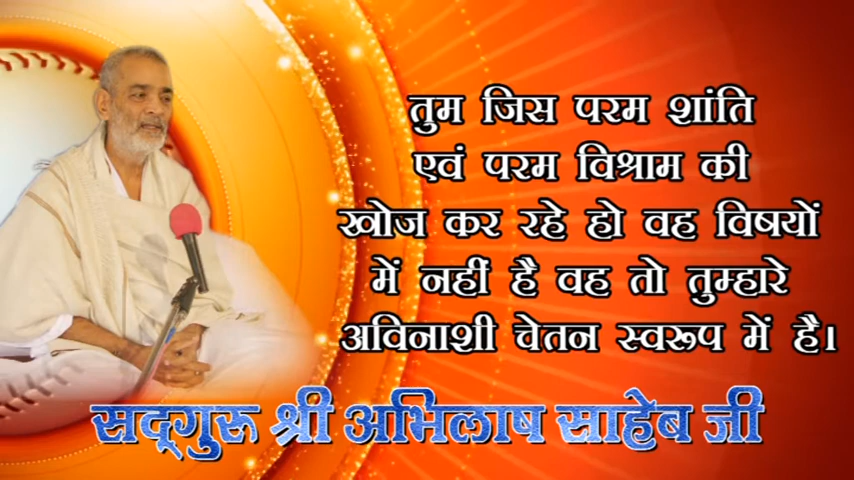 तुम जिस परम शांति
एवं परम विश्राम की
खोज कर रहे हो वह विषयों
में नहीं है वह तो तुम्हारे
अविनाशी चेतन स्वरूप में है।
सद्गुरु श्री अभिलाष साहेब जी